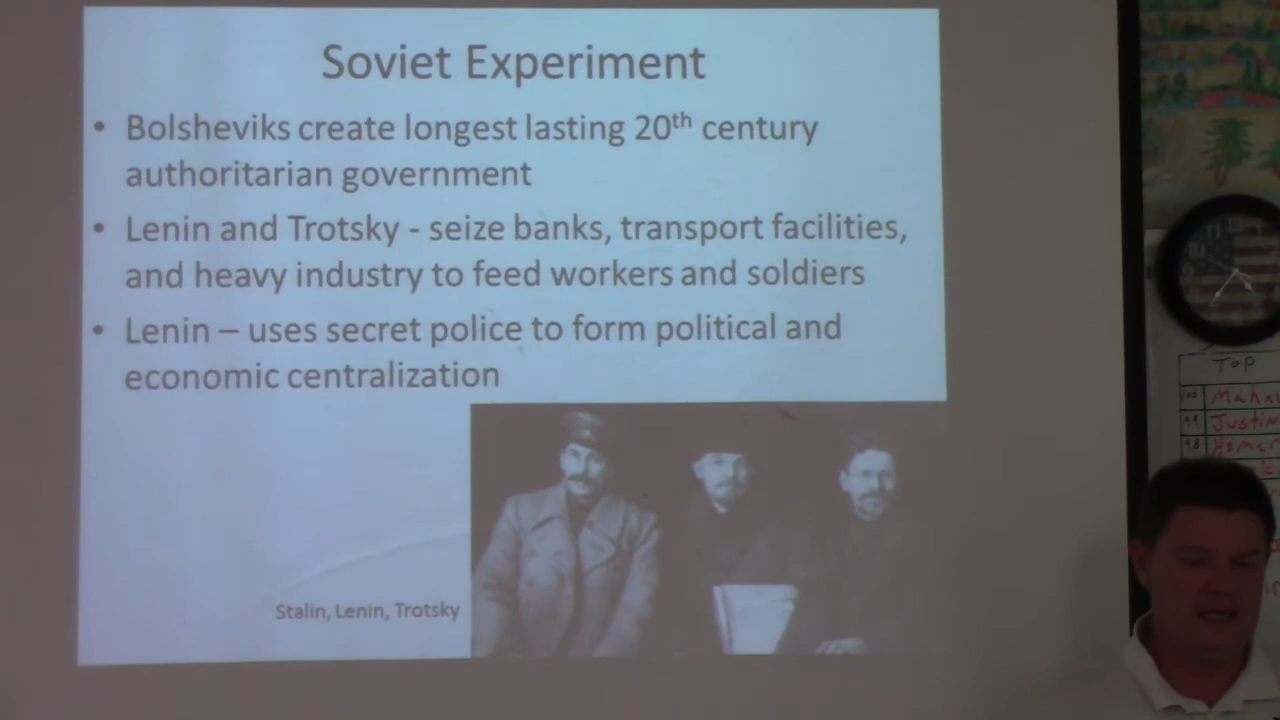 Soviet Experiment
• Bolsheviks create longest lasting 20th century
authoritarian government
• Lenin and Trotsky - seize banks, transport facilities,
and heavy industry to feed workers and soldiers
• Lenin – uses secret police to form political and
economic centralization
Stalin, Lenin, Trotsky
TOP